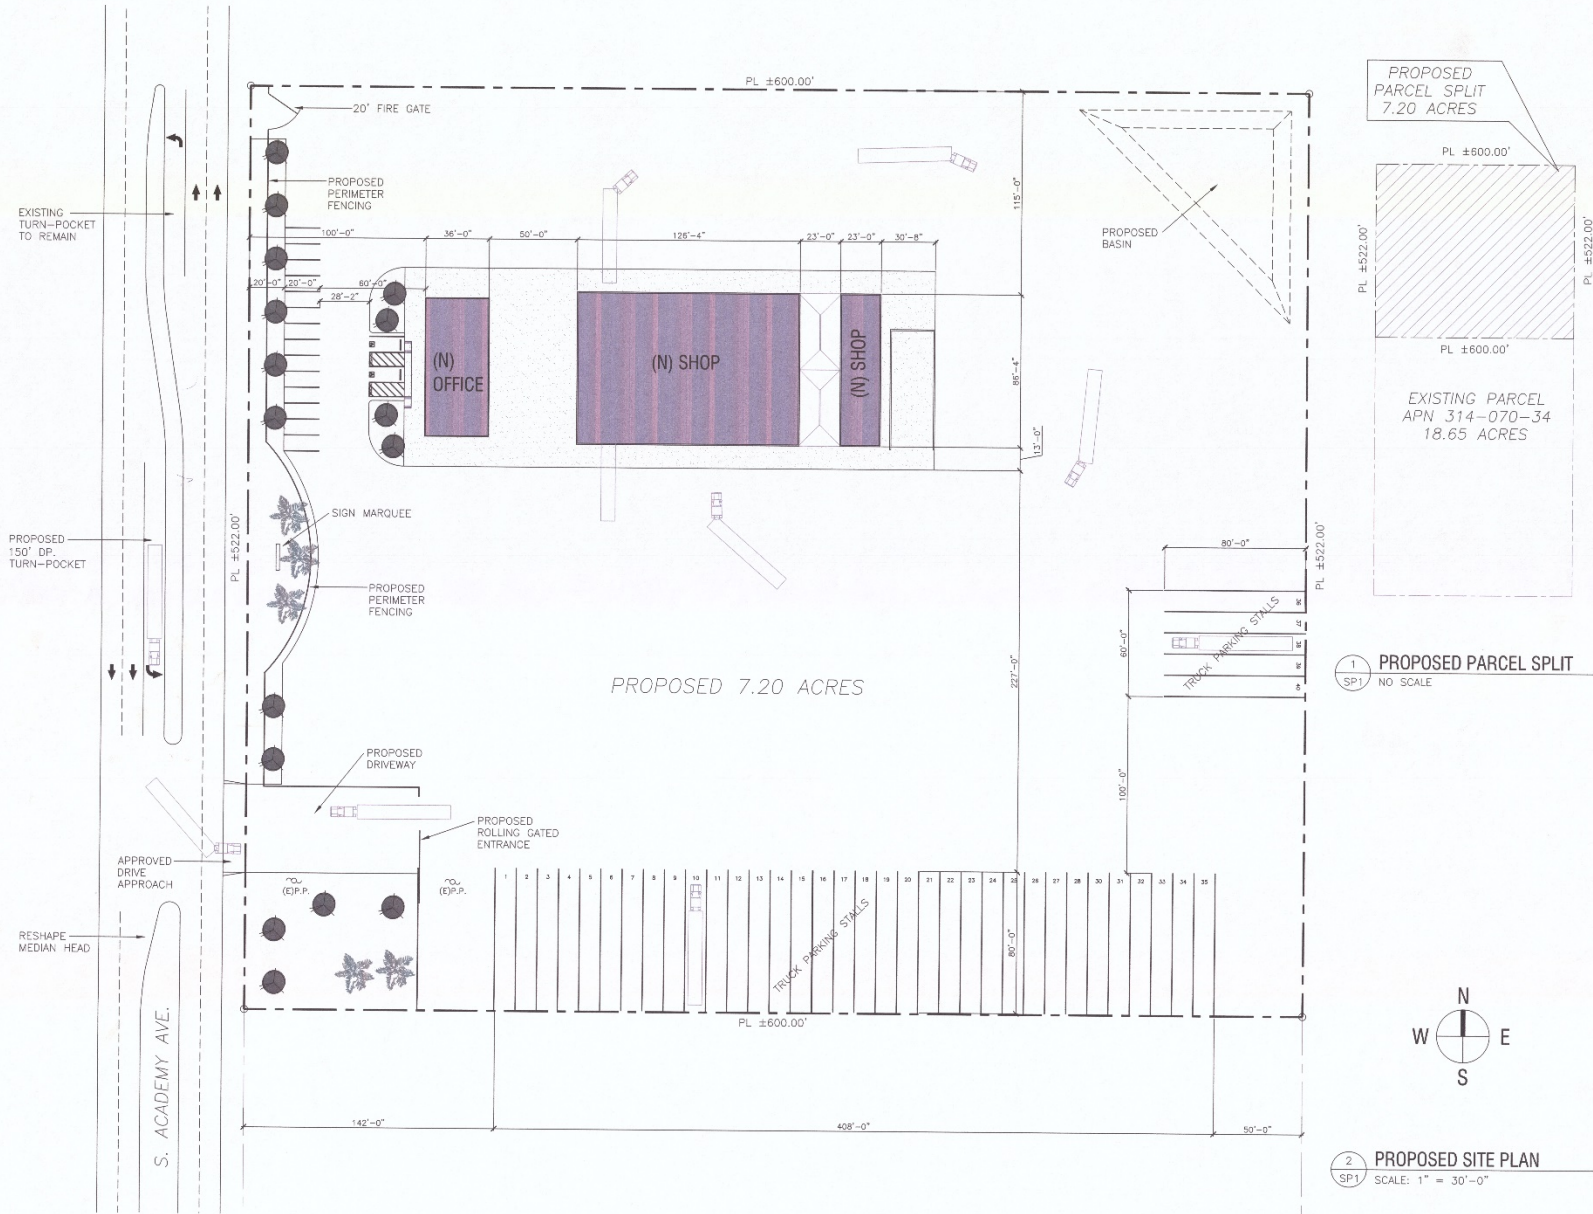 PL ±600.00'
20' FIRE GATE
PROPOSED
PERIMETER
FENCING
EXISTING
TURN-POCKET
TO REMAIN
115'-0"
PROPOSED
BASIN
100'-0"
36'-0"
50'-0"
126'-4"
23'-0"
23'-0"
30'-8"
20'-0"
20'-0"
60'-0"
28'-2"
(N)
OFFICE
(N) SHOP
(N) SHOP
86'-4"
13'-0"
SIGN MARQUEE
PL ±522.00'
PROPOSED
150' DP.
TURN-POCKET
PROPOSED
PERIMETER
FENCING
80'-0"
PL ±522.00'
60'-0"
36
37
38
39
40
TRUCK PARKING STALLS
227'-0"
PROPOSED 7.20 ACRES
PROPOSED
DRIVEWAY
100'-0"
PROPOSED
ROLLING GATED
ENTRANCE
APPROVED
DRIVE
APPROACH
(E)P.P.
(E)P.P.
1 2 3 4 5 6 7 8 9 10 11 12 13 14 15 16 17 18 19 20 21 22 23 24 25 26 27 28 30 31 32 33 34 35
RESHAPE
MEDIAN HEAD
TRUCK PARKING STALLS
80'-0"
PL ±600.00'
S. ACADEMY AVE.
142'-0"
408'-0"
50'-0"
PROPOSED
PARCEL SPLIT
7.20 ACRES
PL ±600.00'
PL ±522.00'
PL ±522.00'
PL ±600.00'
EXISTING PARCEL
APN 314-070-34
18.65 ACRES
1
SP1
PROPOSED PARCEL SPLIT
NO SCALE
N
W E
S
2
SP1
PROPOSED SITE PLAN
SCALE: 1" = 30'-0"